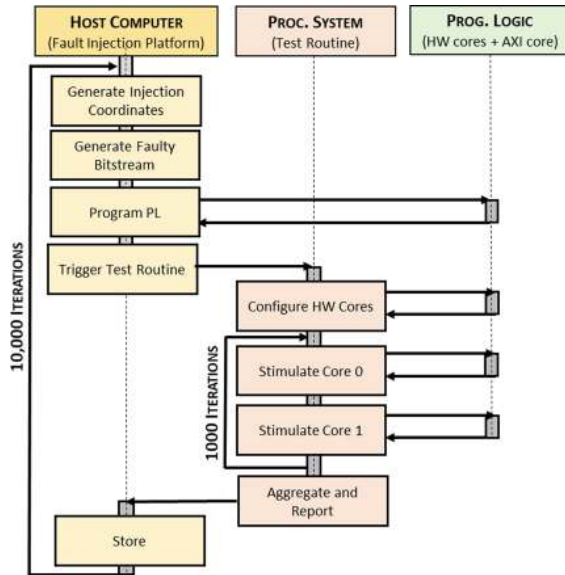 HOST COMPUTER
(Fault Injection Platform)
PROC. SYSTEM
(Test Routine)
PROG. LOGIC
(HW cores + AXI core)
Generate Injection
Coordinates
Generate Faulty
Bitstream
Program PL
Trigger Test Routine
10,000 ITERATIONS
Configure HW Cores
Stimulate Core 0
1000 ITERATIONS
Stimulate Core 1
Aggregate and
Report
Store